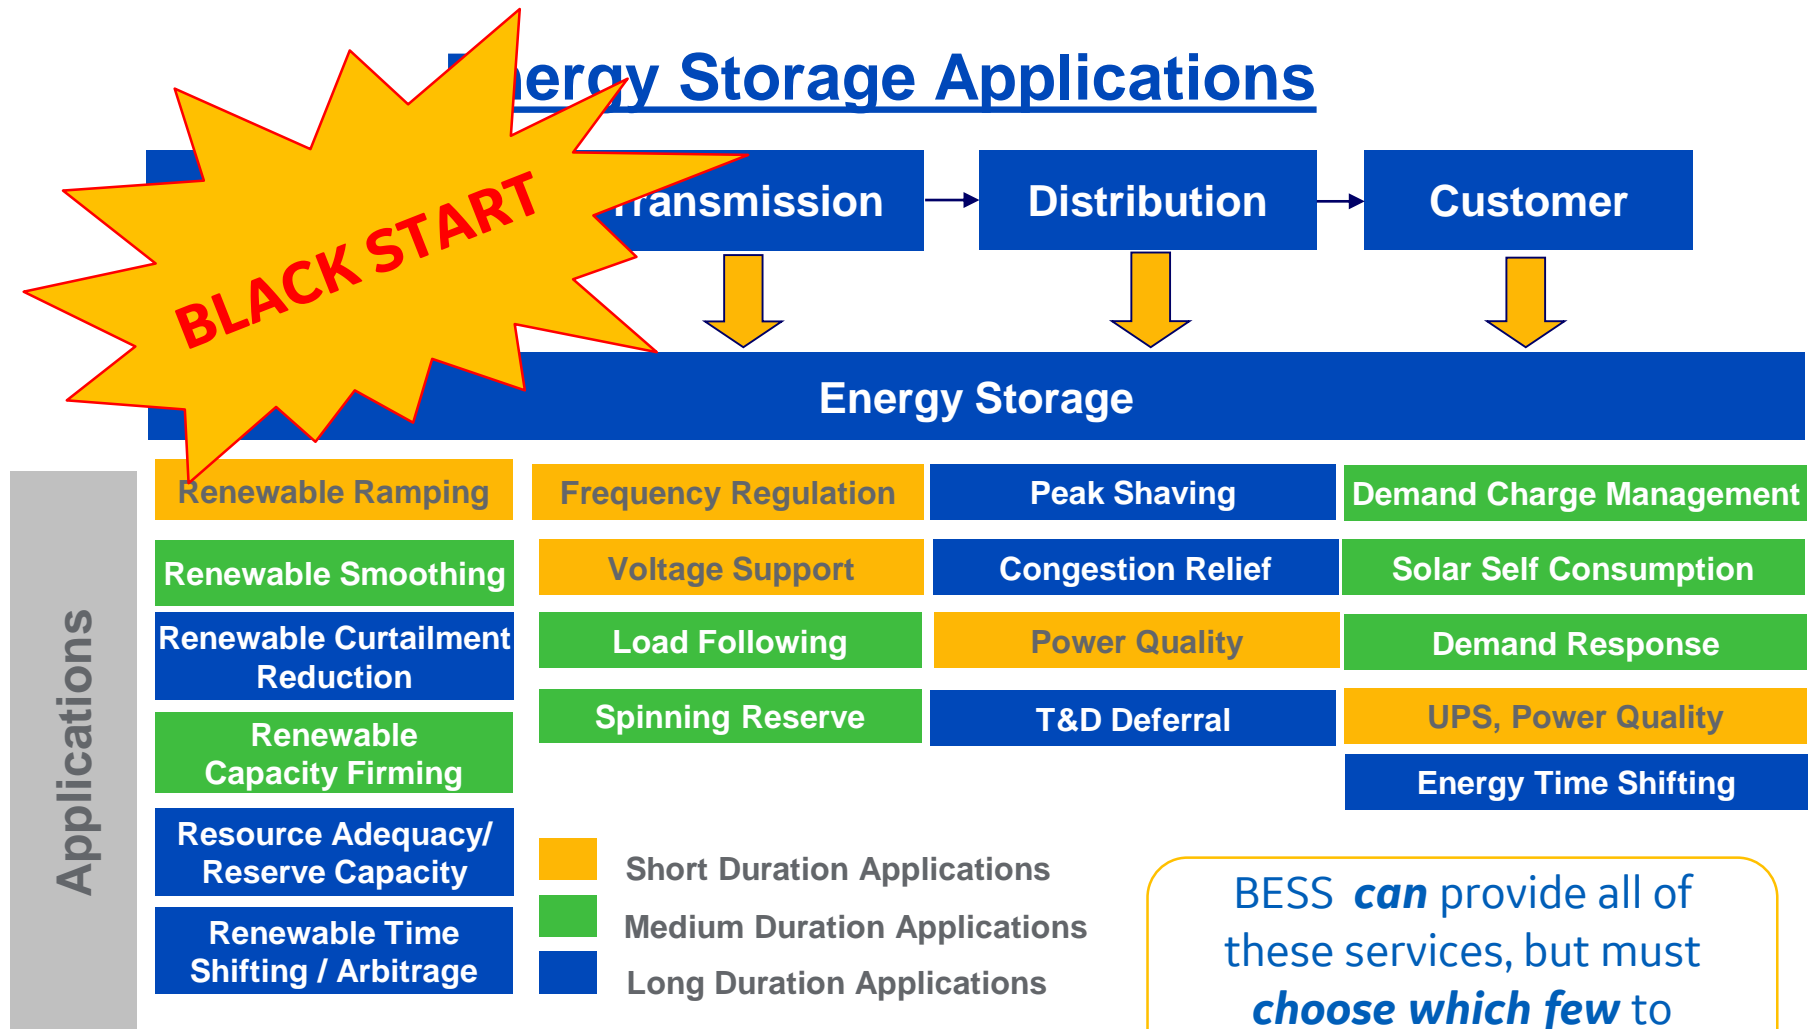 ergy Storage Applications
BLACK START
Transmission
Distribution
Customer
Energy Storage
Applications
Renewable Ramping
Frequency Regulation
Peak Shaving
Demand Charge Management
Renewable Smoothing
Voltage Support
Congestion Relief
Solar Self Consumption
Renewable Curtailment
Reduction
Load Following
Power Quality
Demand Response
Renewable
Capacity Firming
Spinning Reserve
T&D Deferral
UPS, Power Quality
Energy Time Shifting
Resource Adequacy/
Reserve Capacity
Renewable Time
Shifting / Arbitrage
Short Duration Applications
Medium Duration Applications
Long Duration Applications
BESS can provide all of
these services, but must
choose which few to